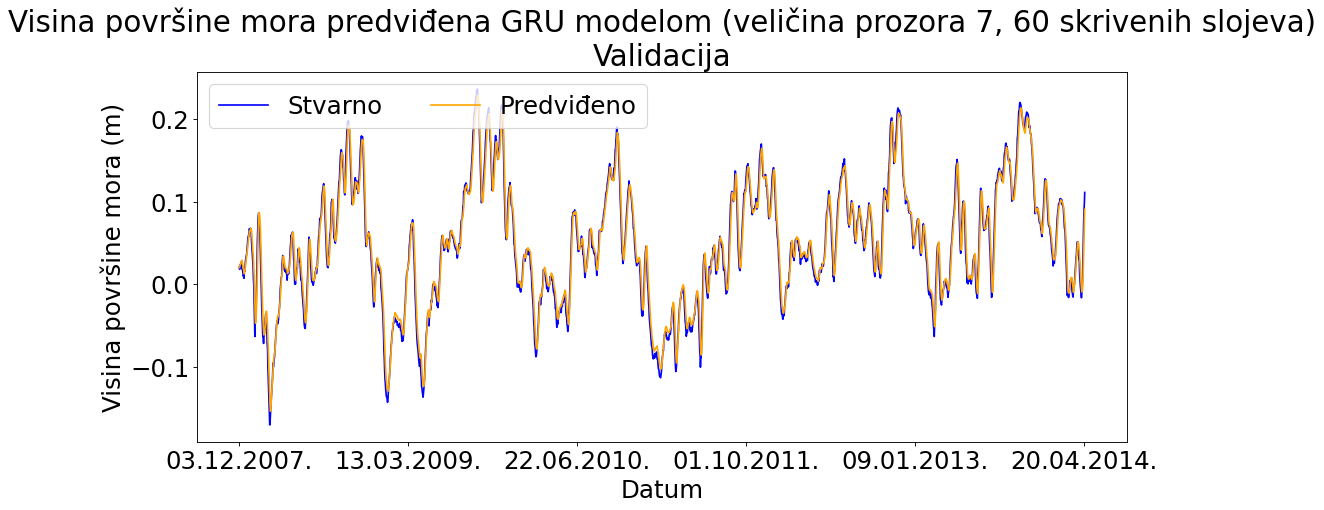 Visina površine mora predviđena GRU modelom (veličina prozora 7, 60 skrivenih slojeva)
Validacija
Stvarno Predviđeno
Visina površine mora (m)
0.2
0.1
0.0
−0.1
03.12.2007. 13.03.2009. 22.06.2010. 01.10.2011. 09.01.2013. 20.04.2014.
Datum